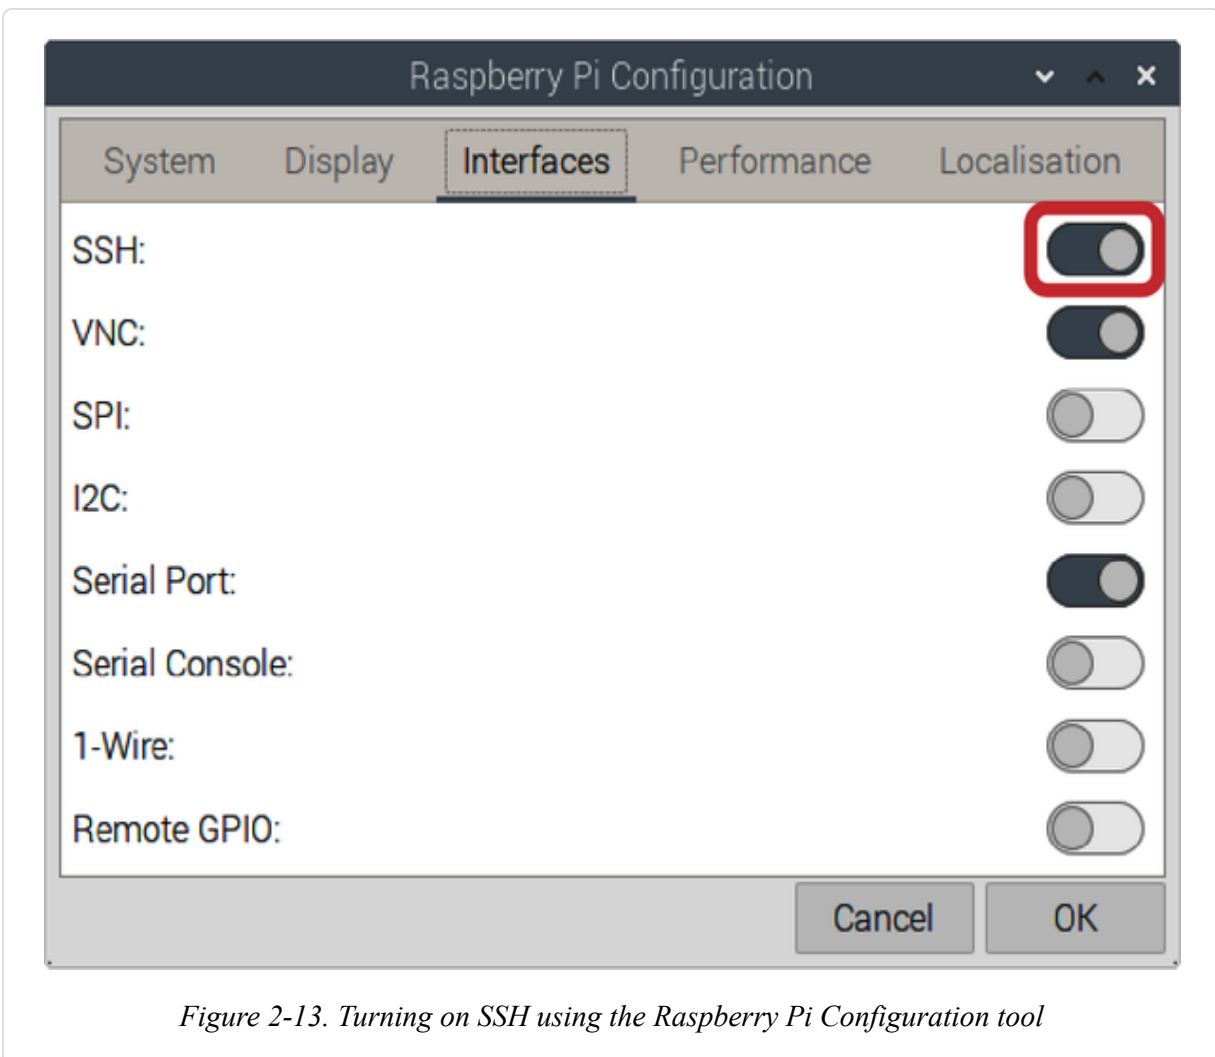 Raspberry Pi Configuration
System Display Interfaces Performance Localisation
SSH:
VNC:
SPI:
I2C:
Serial Port:
Serial Console:
1-Wire:
Remote GPIO:
Cancel OK
Figure 2-13. Turning on SSH using the Raspberry Pi Configuration tool